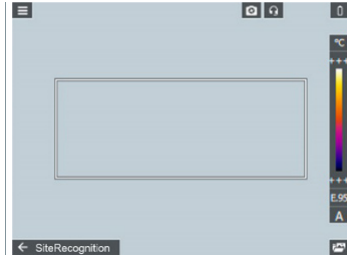 °C
+++
+++
E.95
A
← SiteRecognition